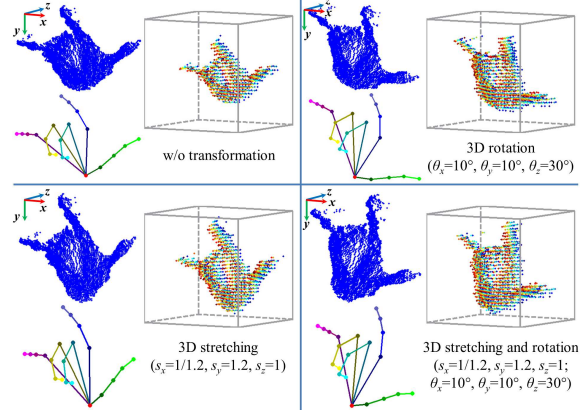 z
x
y
w/o transformation
z
x
y
3D rotation
(θx=10°, θy=10°, θz=30°)
z
x
y
3D stretching
(sx=1/1.2, sy=1.2, sz=1)
z
x
y
3D stretching and rotation
(sx=1/1.2, sy=1.2, sz=1;
θx=10°, θy=10°, θz=30°)